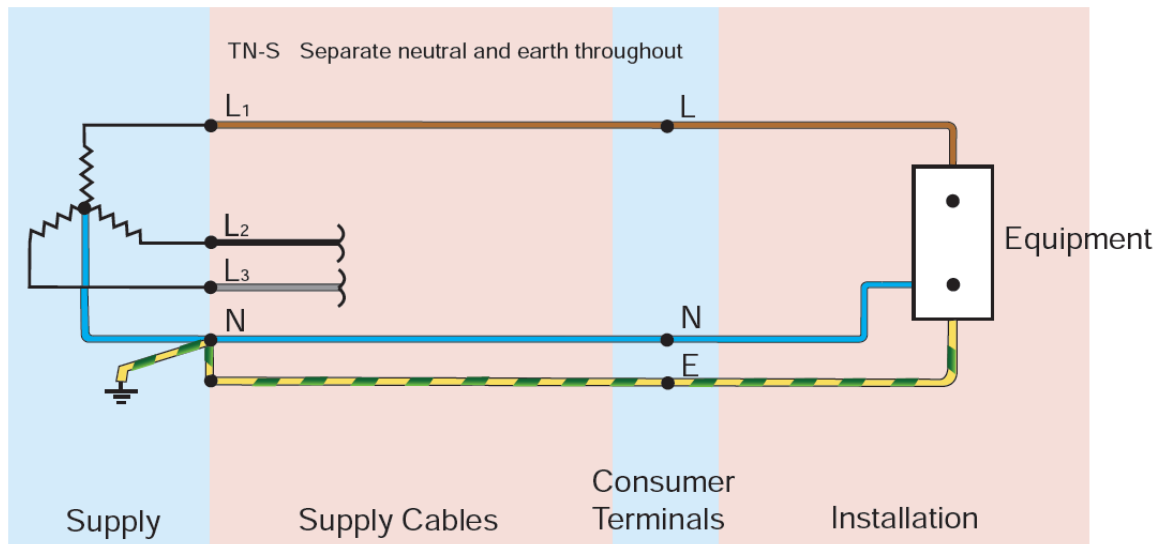 TN-S Separate neutral and earth throughout
L1
L
L2
Equipment
L3
N
N
E
Supply
Supply Cables
Consumer
Terminals
Installation